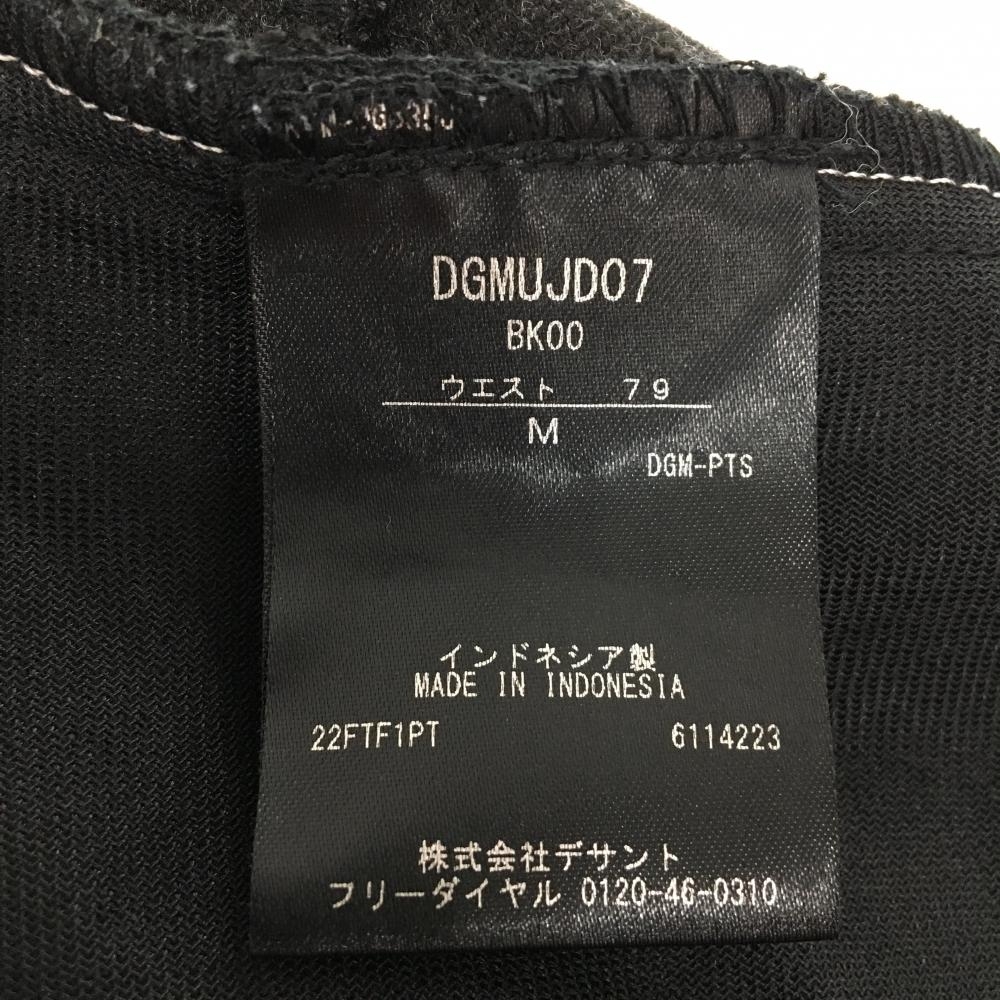 DGMUJD07
BK00
ウエスト 79
M
DGM-PTS
インドネシア製
MADE IN INDONESIA
22FTF1PT 6114223
株式会社デサント
フリーダイヤル 0120-46-0310